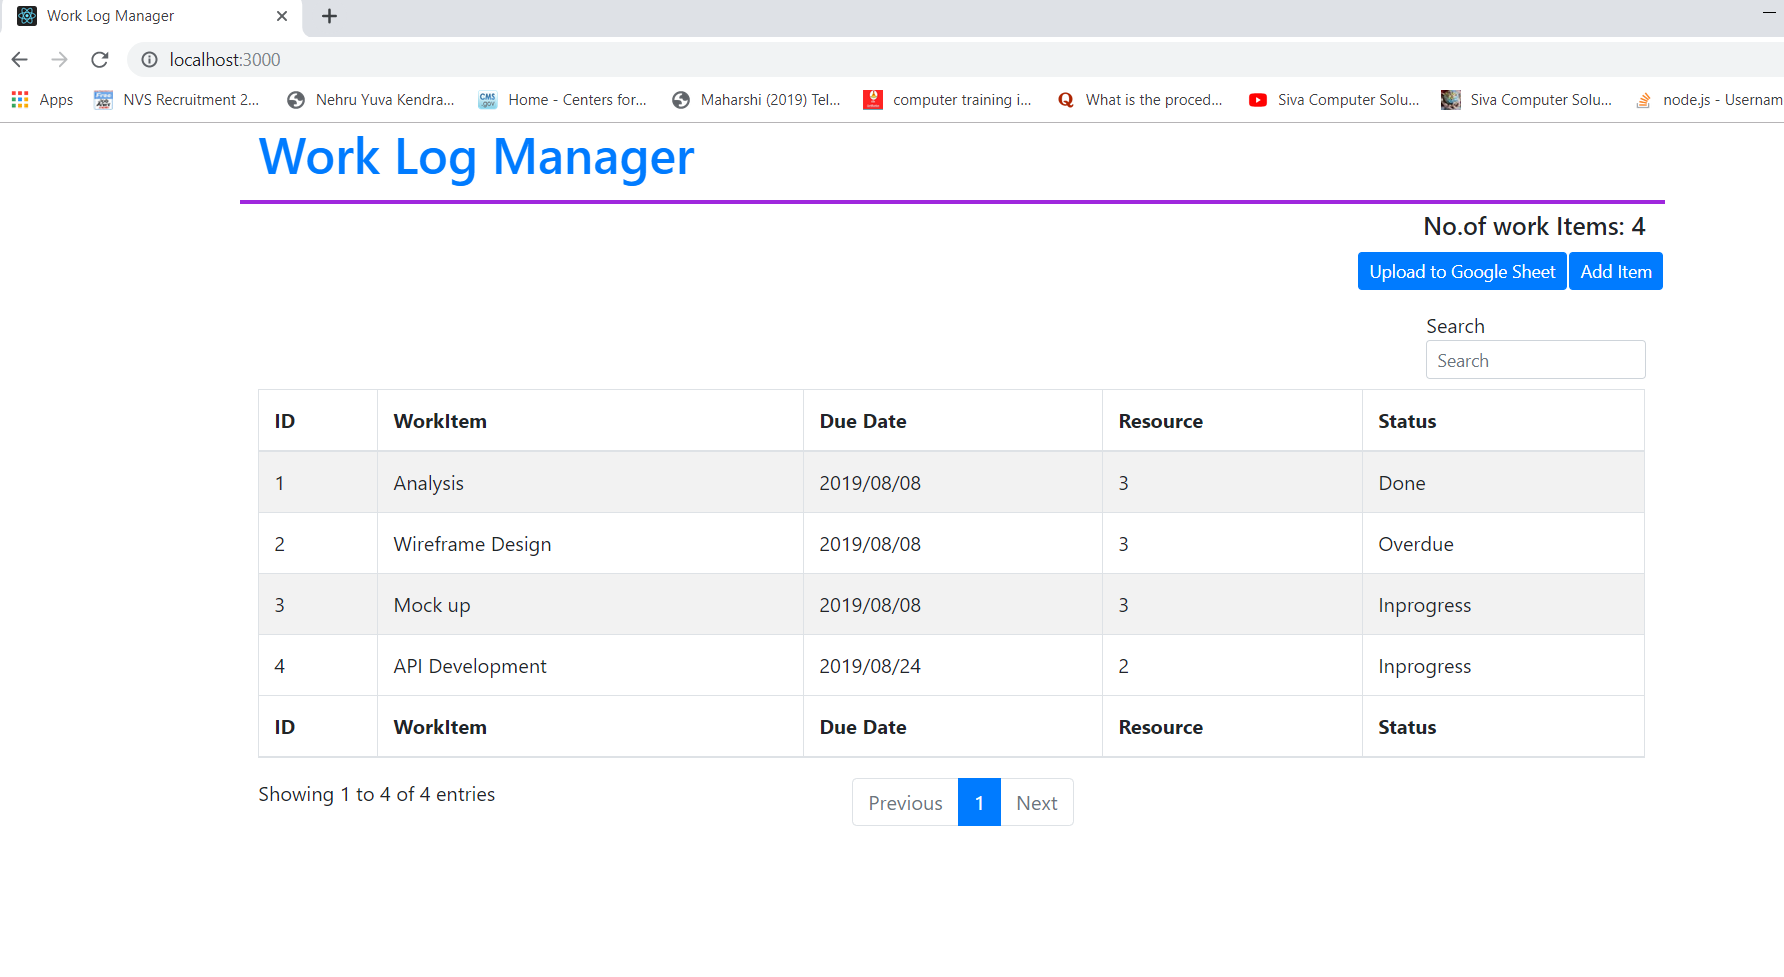 Work Log Manager
localhost:3000
Apps NVS Recruitment 2... Nehru Yuva Kendra... Home - Centers for... Maharshi (2019) Tel... computer training i... What is the proced... Siva Computer Solu... Siva Computer Solu... node.js - Usernam
Work Log Manager
No.of work Items: 4
Upload to Google Sheet Add Item
Search
Search
ID WorkItem Due Date Resource Status
1 Analysis 2019/08/08 3 Done
2 Wireframe Design 2019/08/08 3 Overdue
3 Mock up 2019/08/08 3 Inprogress
4 API Development 2019/08/24 2 Inprogress
ID WorkItem Due Date Resource Status
Showing 1 to 4 of 4 entries Previous 1 Next